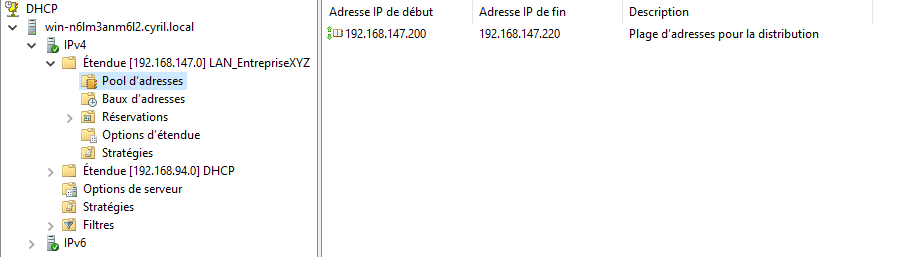 DHCP
win-n6lm3anm6l2.cyril.local
IPv4
Étendue [192.168.147.0] LAN_EntrepriseXYZ
Pool d'adresses
Baux d'adresses
Réservations
Options d'étendue
Stratégies
Étendue [192.168.94.0] DHCP
Options de serveur
Stratégies
Filtres
IPv6
Adresse IP de début Adresse IP de fin Description
192.168.147.200 192.168.147.220 Plage d'adresses pour la distribution